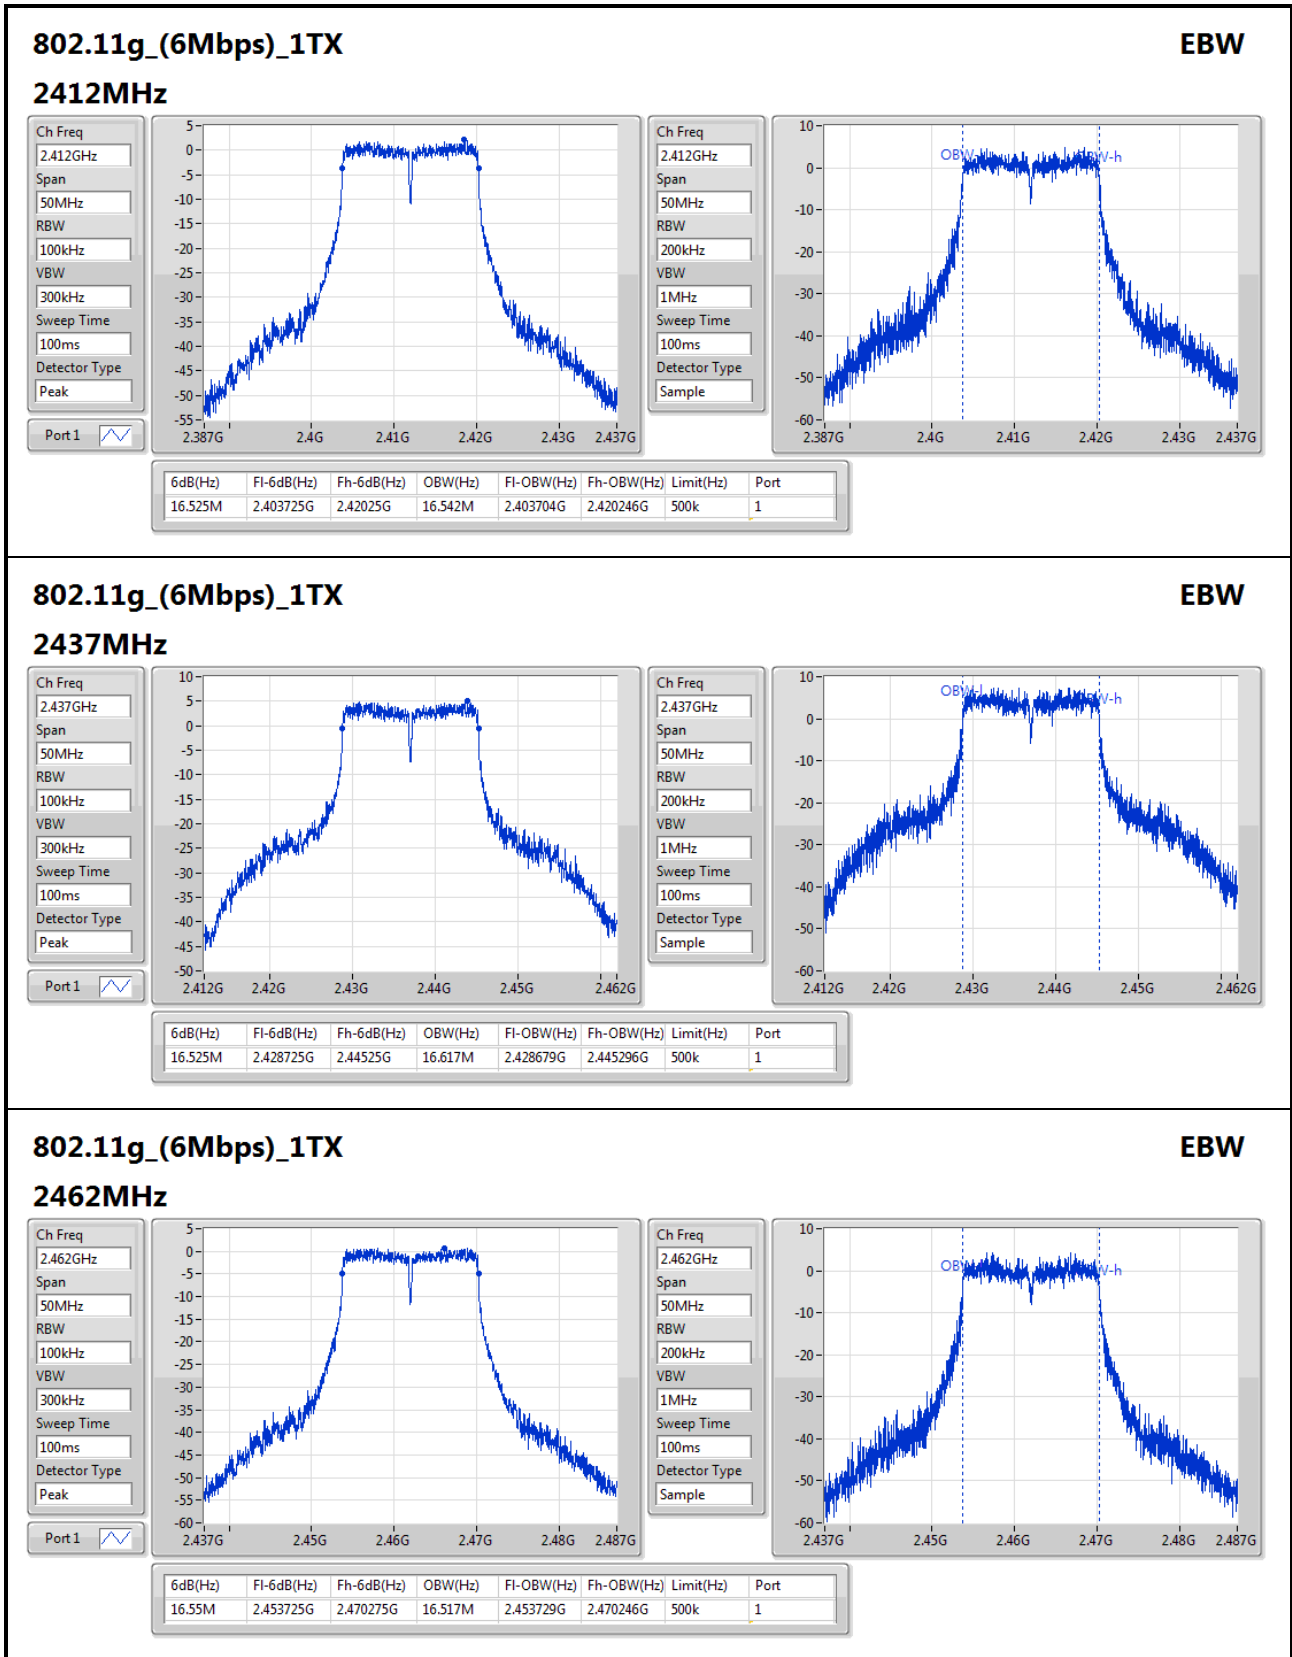 802.11g_(6Mbps)_1TX EBW
2412MHz
Ch Freq
2.412GHz
Span
50MHz
RBW
100kHz
VBW
300kHz
Sweep Time
100ms
Detector Type
Peak
Port 1
5
0
-5
-10
-15
-20
-25
-30
-35
-40
-45
-50
-55
2.387G 2.4G 2.41G 2.42G 2.43G 2.437G
Ch Freq
2.412GHz
Span
50MHz
RBW
200kHz
VBW
1MHz
Sweep Time
100ms
Detector Type
Sample
10
0
-10
-20
-30
-40
-50
-60
2.387G 2.4G 2.41G 2.42G 2.43G 2.437G
6dB(Hz) Fl-6dB(Hz) Fh-6dB(Hz) OBW(Hz) Fl-OBW(Hz) Fh-OBW(Hz) Limit(Hz) Port
16.525M 2.403725G 2.42025G 16.542M 2.403704G 2.420246G 500k 1
802.11g_(6Mbps)_1TX EBW
2437MHz
Ch Freq
2.437GHz
Span
50MHz
RBW
100kHz
VBW
300kHz
Sweep Time
100ms
Detector Type
Peak
Port 1
10
5
0
-5
-10
-15
-20
-25
-30
-35
-40
-45
-50
2.412G 2.42G 2.43G 2.44G 2.45G 2.462G
Ch Freq
2.437GHz
Span
50MHz
RBW
200kHz
VBW
1MHz
Sweep Time
100ms
Detector Type
Sample
10
0
-10
-20
-30
-40
-50
-60
2.412G 2.42G 2.43G 2.44G 2.45G 2.462G
6dB(Hz) Fl-6dB(Hz) Fh-6dB(Hz) OBW(Hz) Fl-OBW(Hz) Fh-OBW(Hz) Limit(Hz) Port
16.525M 2.428725G 2.44525G 16.617M 2.428679G 2.445296G 500k 1
802.11g_(6Mbps)_1TX EBW
2462MHz
Ch Freq
2.462GHz
Span
50MHz
RBW
100kHz
VBW
300kHz
Sweep Time
100ms
Detector Type
Peak
Port 1
5
0
-5
-10
-15
-20
-25
-30
-35
-40
-45
-50
-55
-60
2.437G 2.45G 2.46G 2.47G 2.48G 2.487G
Ch Freq
2.462GHz
Span
50MHz
RBW
200kHz
VBW
1MHz
Sweep Time
100ms
Detector Type
Sample
10
0
-10
-20
-30
-40
-50
-60
2.437G 2.45G 2.46G 2.47G 2.48G 2.487G
6dB(Hz) Fl-6dB(Hz) Fh-6dB(Hz) OBW(Hz) Fl-OBW(Hz) Fh-OBW(Hz) Limit(Hz) Port
16.55M 2.453725G 2.470275G 16.517M 2.453729G 2.470246G 500k 1